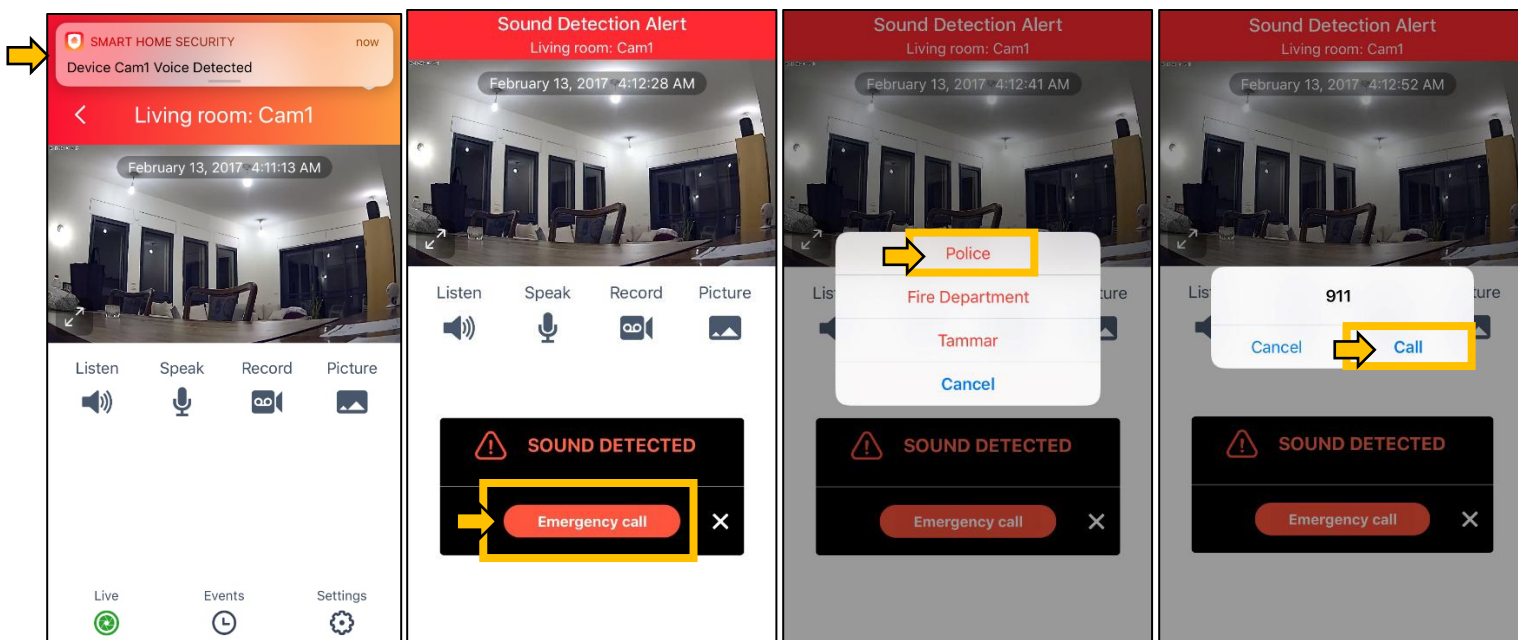 SMART HOME SECURITY now
Device Cam1 Voice Detected
Living room: Cam1
February 13, 2017 4:11:13 AM
Listen Speak Record Picture
Live Events Settings
Sound Detection Alert
Living room: Cam1
February 13, 2017 4:12:28 AM
Listen Speak Record Picture
SOUND DETECTED
Emergency call
Sound Detection Alert
Living room: Cam1
February 13, 2017 4:12:41 AM
Police
Lis Fire Department ture
Tammar
Cancel
SOUND DETECTED
Emergency call
Sound Detection Alert
Living room: Cam1
February 13, 2017 4:12:52 AM
Lis 911 ture
Cancel Call
SOUND DETECTED
Emergency call